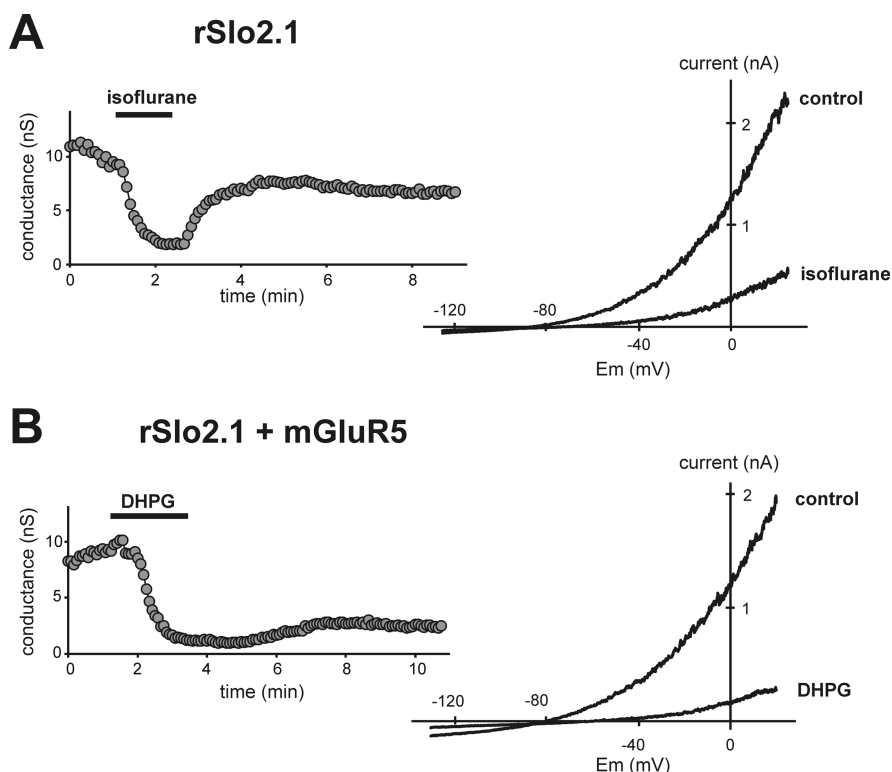 A
rSlo2.1
isoflurane
conductance (nS)
10
5
0
0 2 4 6 8
time (min)
current (nA)
control
2
1
isoflurane
-120 -80
-40 0
Em (mV)
B
rSlo2.1 + mGluR5
DHPG
conductance (nS)
10
5
0
0 2 4 6 8 10
time (min)
current (nA)
2
control
1
DHPG
-120 -80
-40 0
Em (mV)